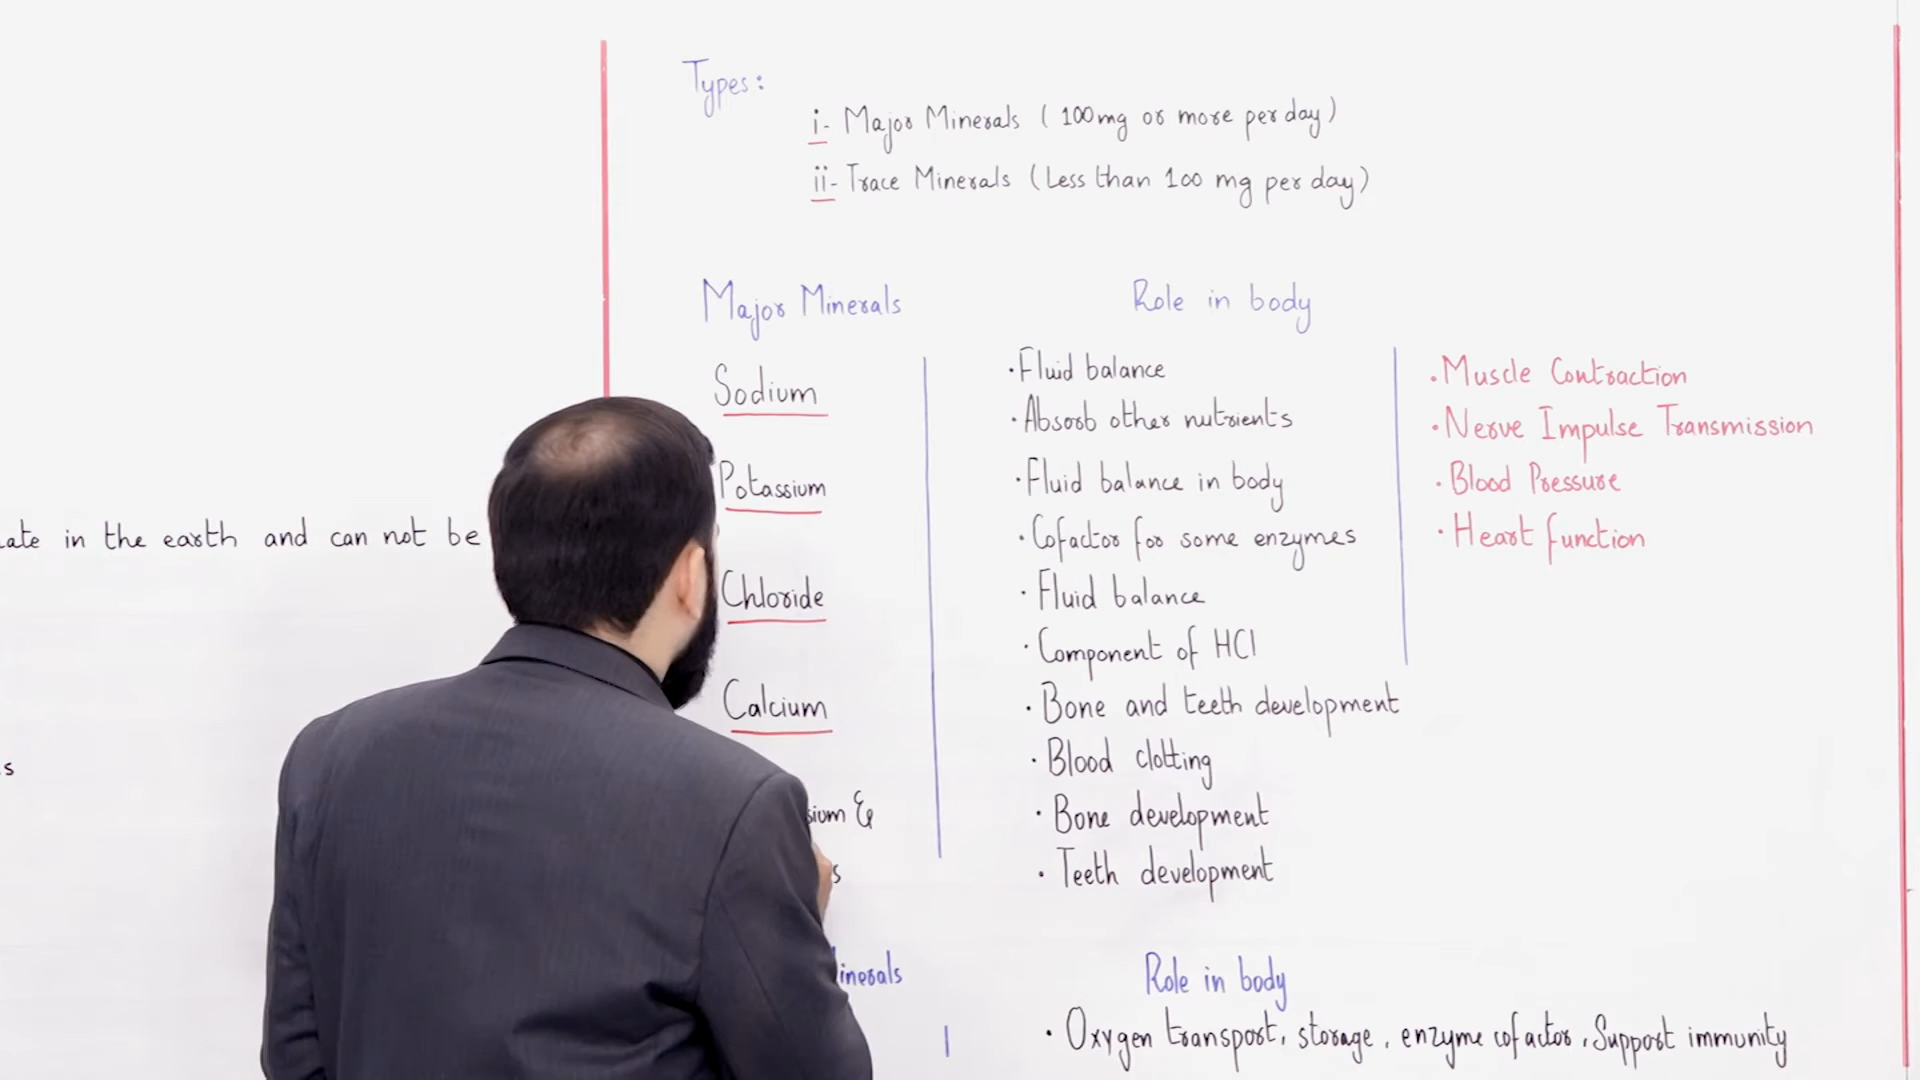 Types:
i- Major Minerals (100mg or more per day)
ii- Trace Minerals (Less than 100 mg per day)
Major Minerals
Role in body
Sodium
· Fluid balance
· Absorb other nutrients
Potassium
· Fluid balance in body
· Cofactor for some enzymes
Chloride
· Fluid balance
· Component of HCl
Calcium
· Bone and teeth development
· Blood clotting
&
· Bone development
· Teeth development
· Muscle Contraction
· Nerve Impulse Transmission
· Blood Pressure
· Heart function
in the earth and can not be
Role in body
· Oxygen transport, storage, enzyme cofactor, Support immunity